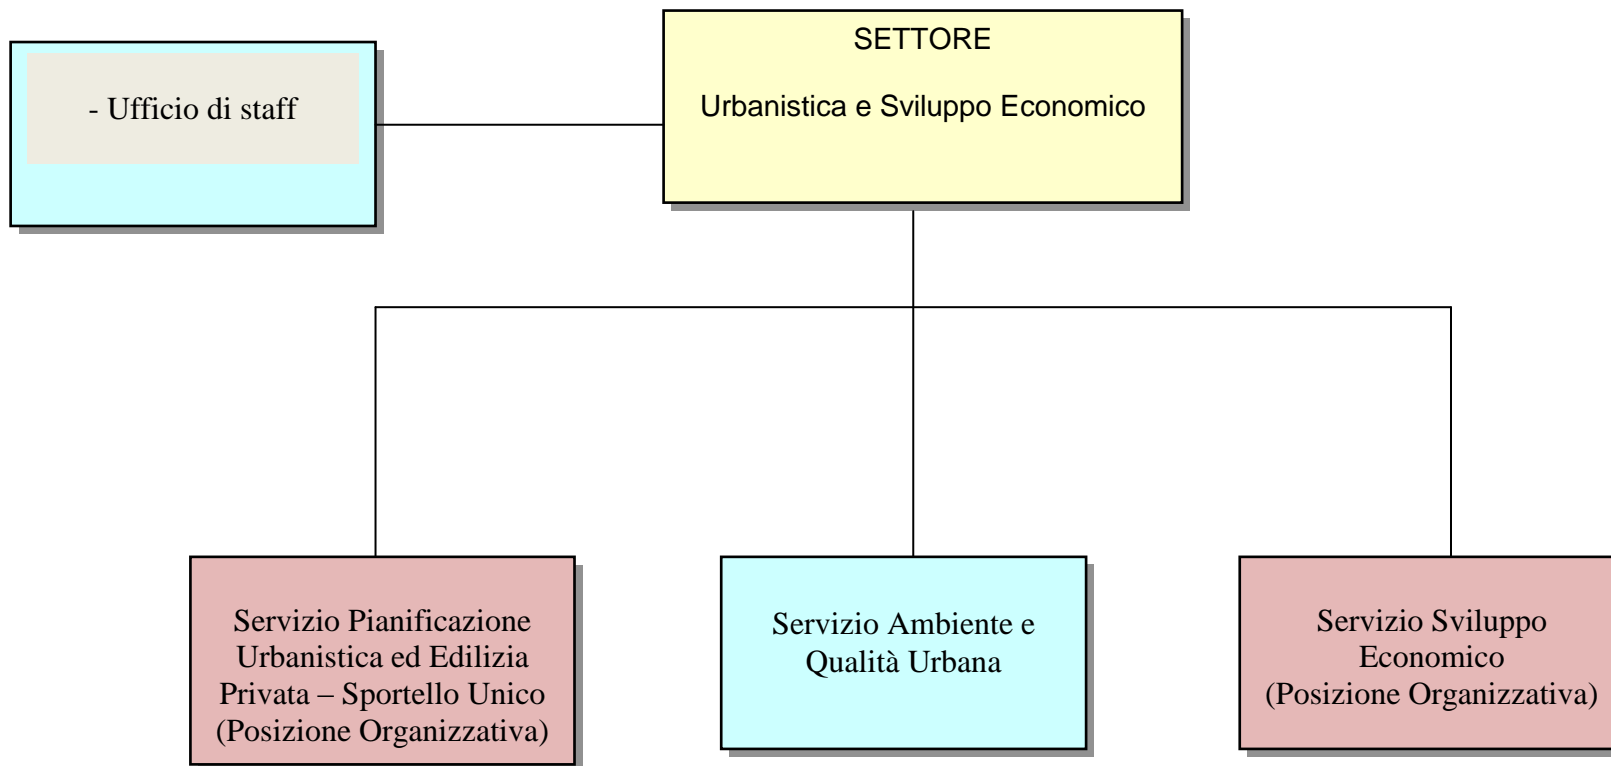 SETTORE
Urbanistica e Sviluppo Economico
- Ufficio di staff
Servizio Pianificazione
Urbanistica ed Edilizia
Privata – Sportello Unico
(Posizione Organizzativa)
Servizio Ambiente e
Qualità Urbana
Servizio Sviluppo
Economico
(Posizione Organizzativa)